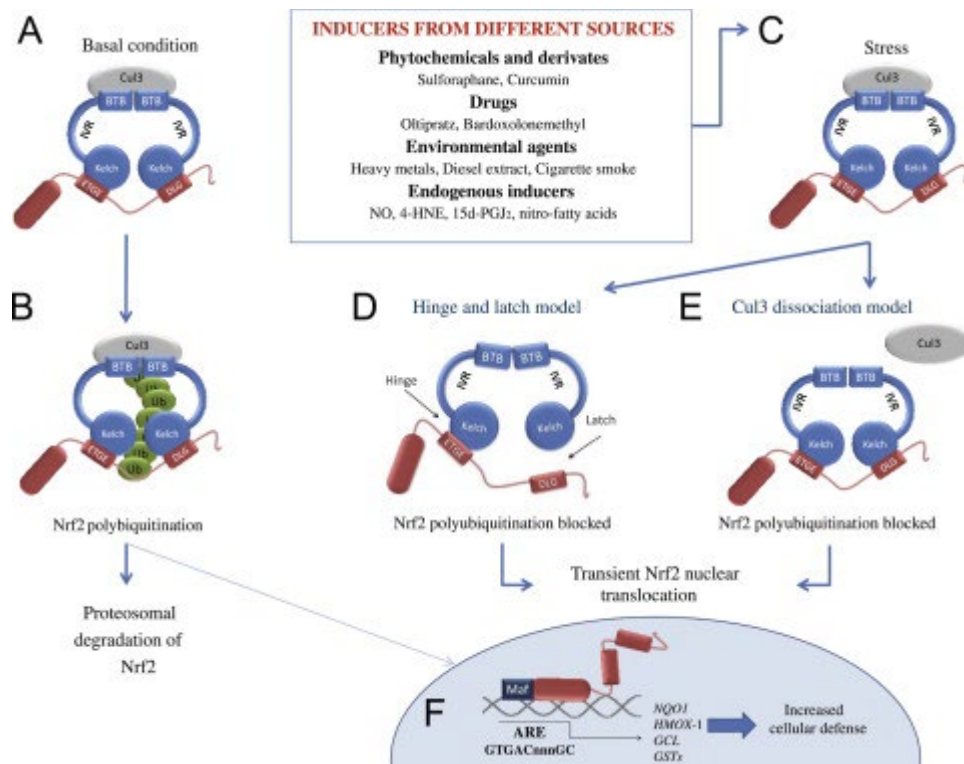 A
Basal condition
Cul3
BTB BTB
IVR IVR
Kelch Kelch
ETGE DLG
INDUCERS FROM DIFFERENT SOURCES
Phytochemicals and derivates
Sulforaphane, Curcumin
Drugs
Oltipratz, Bardoxolonemethyl
Environmental agents
Heavy metals, Diesel extract, Cigarette smoke
Endogenous inducers
NO, 4-HNE, 15d-PGJ₂, nitro-fatty acids
C
Stress
Cul3
BTB BTB
IVR IVR
Kelch Kelch
ETGE DLG
B
Cul3
BTB BTB
Ub
Kelch Kelch
Ub
ETGE DLG
Ub
Nrf2 polybiquitination
Proteosomal
degradation of
Nrf2
D
Hinge and latch model
BTB BTB
IVR IVR
Hinge
Latch
Kelch Kelch
ETGE
DLG
Nrf2 polyubiquitination blocked
E
Cul3 dissociation model
Cul3
BTB BTB
IVR IVR
Kelch Kelch
ETGE DLG
Nrf2 polyubiquitination blocked
Transient Nrf2 nuclear
translocation
F
Maf
ARE
GTGACnnnGC
NQO1
HMOX-1
GCL
GSTs
Increased
cellular defense